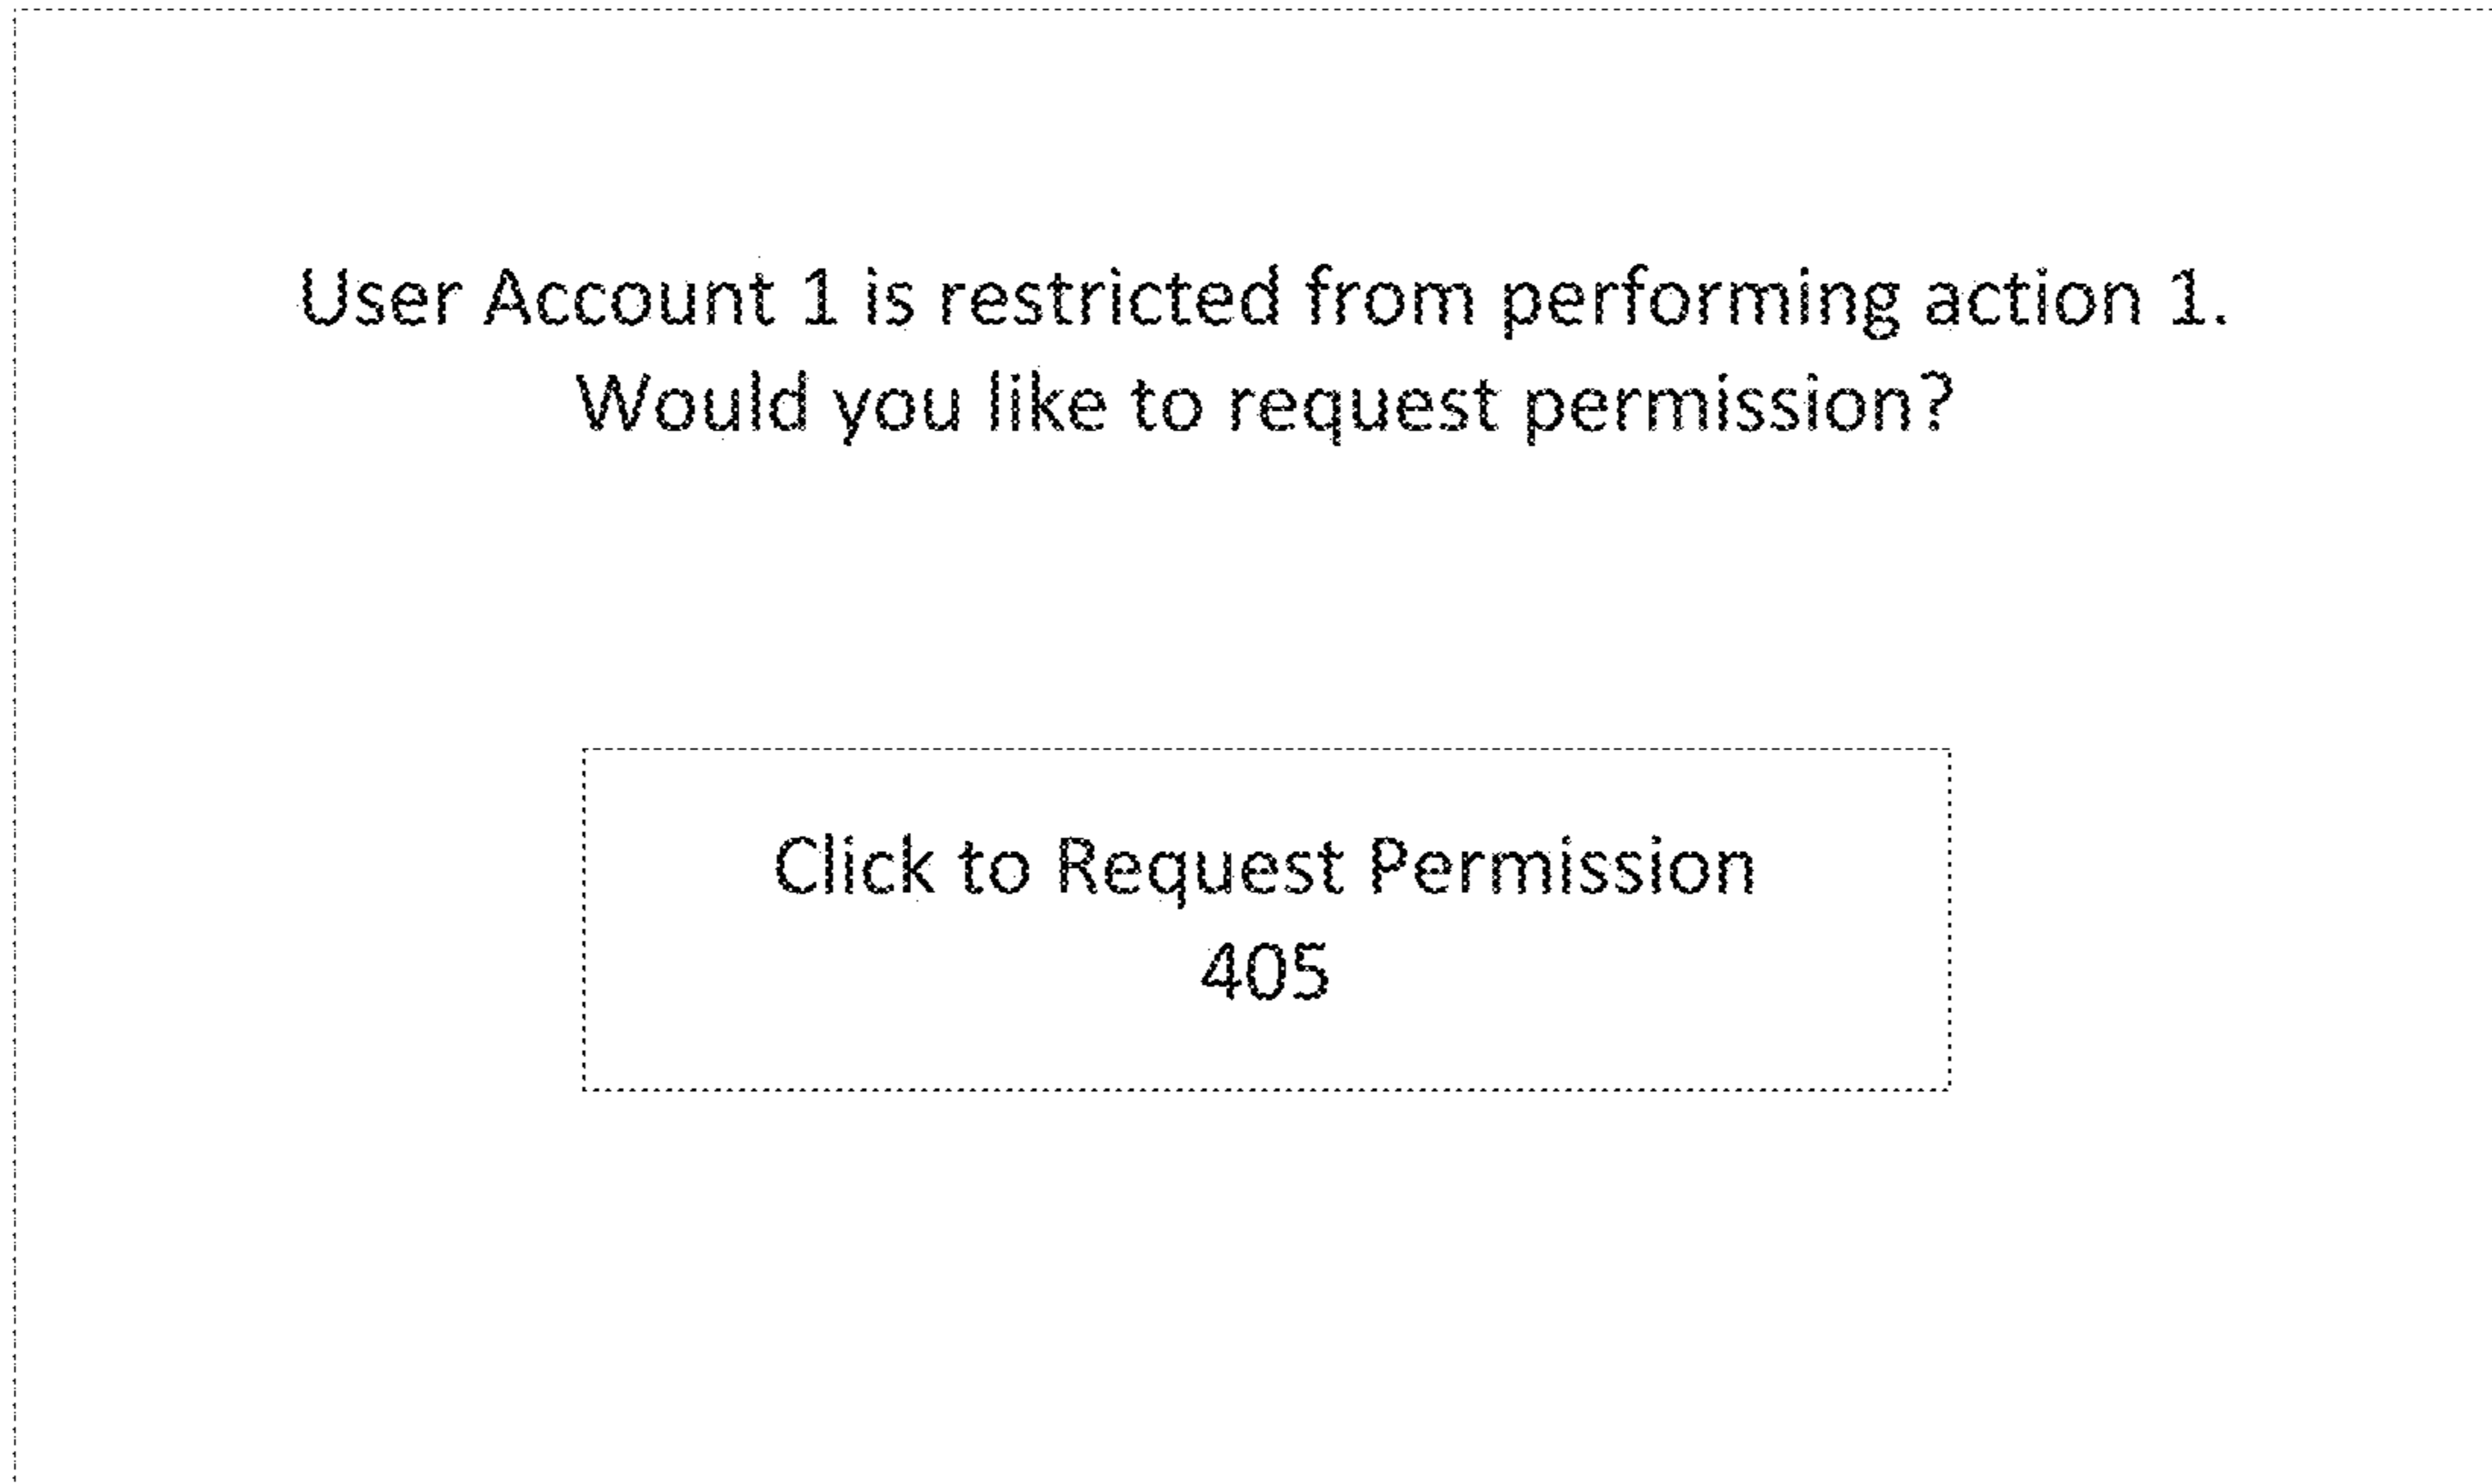 User Account 1 is restricted from performing action 1.
Would you like to request permission?
Click to Request Permission
405